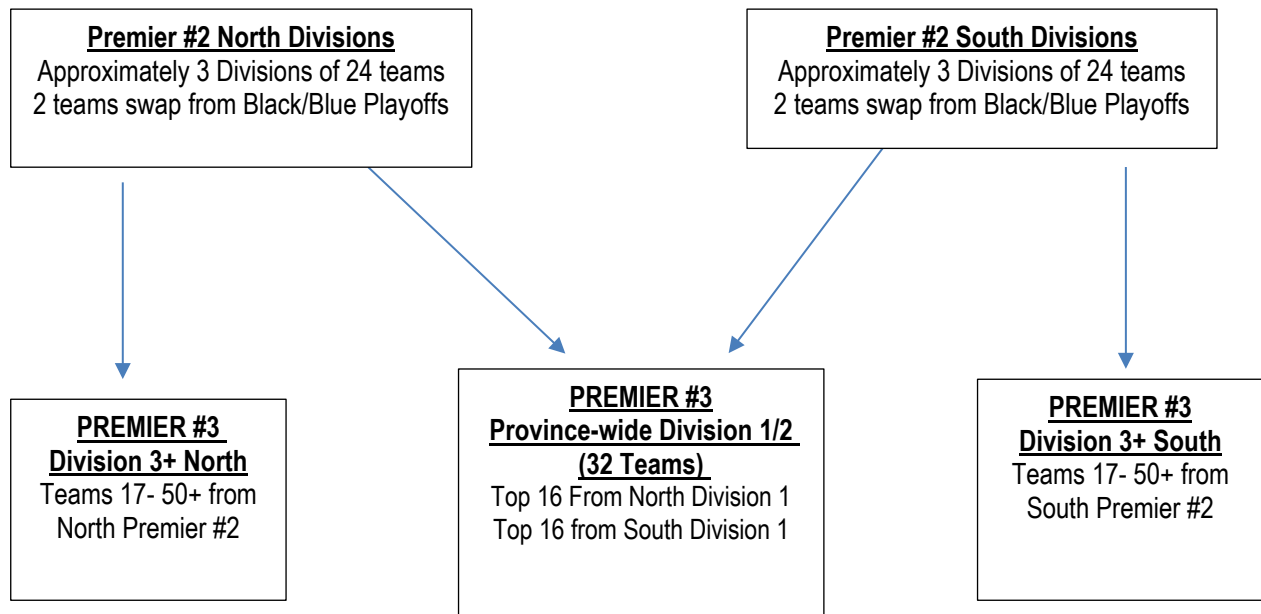 Premier #2 North Divisions
Approximately 3 Divisions of 24 teams
2 teams swap from Black/Blue Playoffs
Premier #2 South Divisions
Approximately 3 Divisions of 24 teams
2 teams swap from Black/Blue Playoffs
PREMIER #3
Division 3+ North
Teams 17- 50+ from
North Premier #2
PREMIER #3
Province-wide Division 1/2
(32 Teams)
Top 16 From North Division 1
Top 16 from South Division 1
PREMIER #3
Division 3+ South
Teams 17- 50+ from
South Premier #2